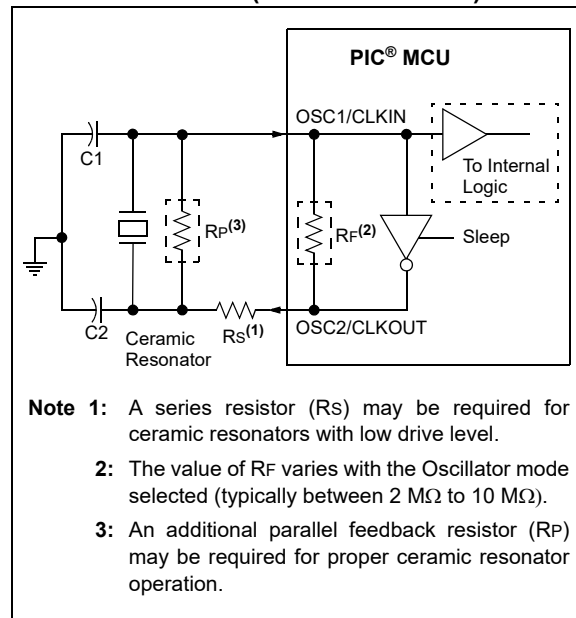 PIC® MCU
OSC1/CLKIN
C1
To Internal
Logic
RP(3)
RF(2)
Sleep
C2
Ceramic
Resonator
RS(1)
OSC2/CLKOUT
Note 1: A series resistor (RS) may be required for
ceramic resonators with low drive level.
2: The value of RF varies with the Oscillator mode
selected (typically between 2 MΩ to 10 MΩ).
3: An additional parallel feedback resistor (RP)
may be required for proper ceramic resonator
operation.